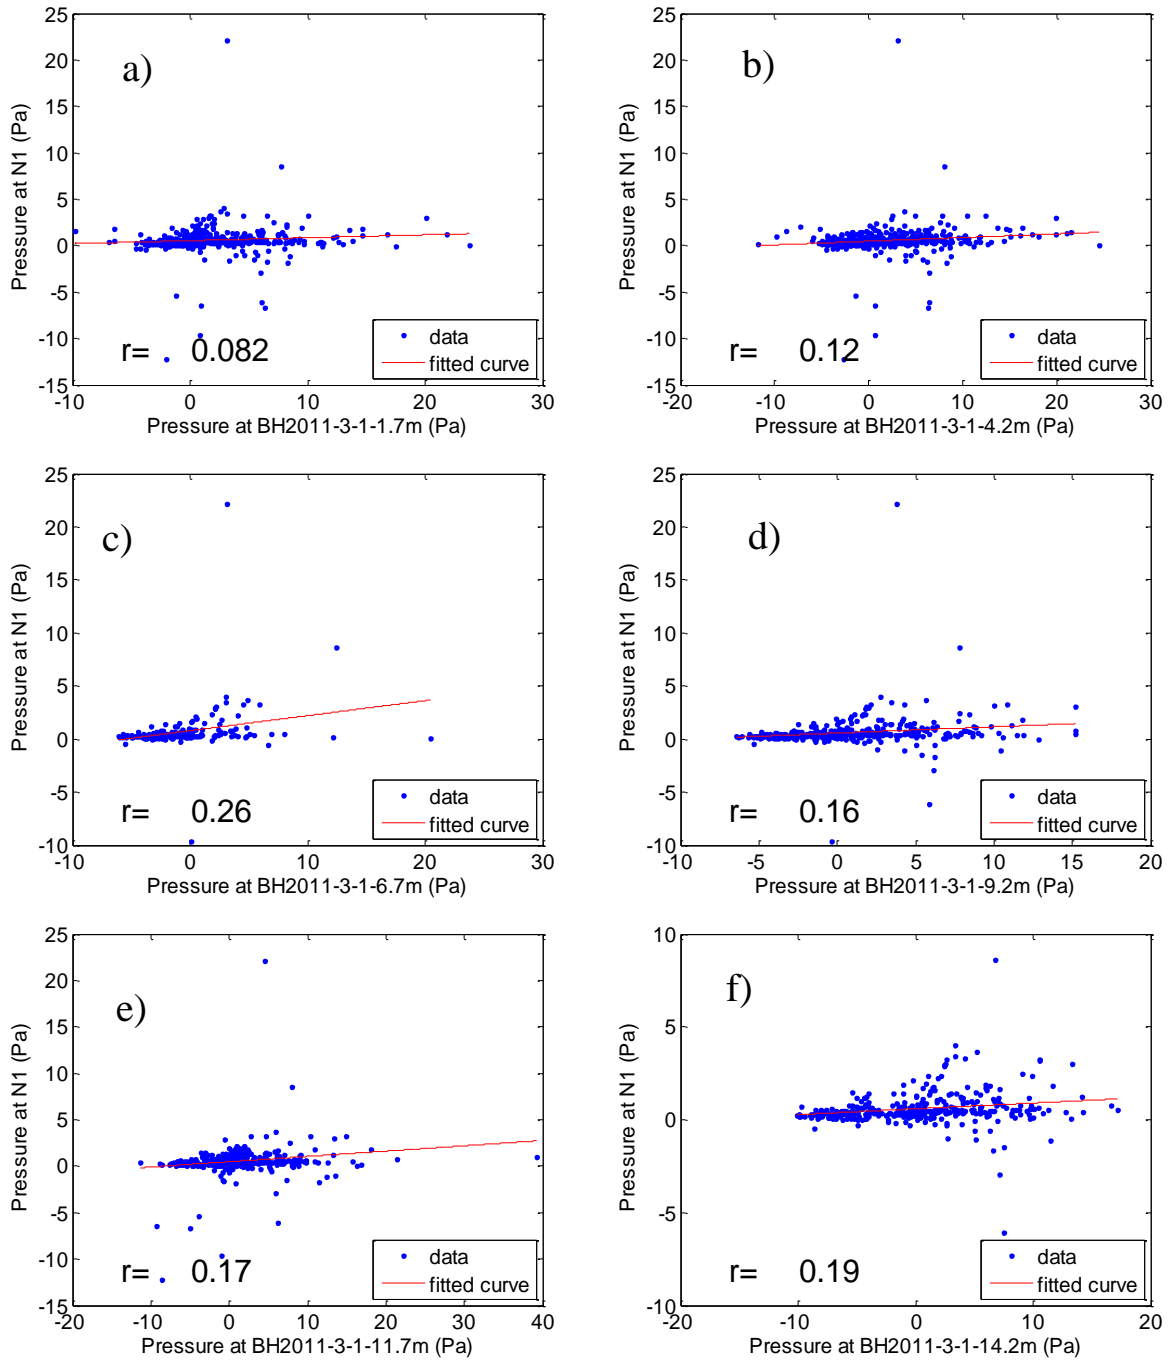 25
20
15
10
5
0
-5
-10
-15
Pressure at N1 (Pa)
a)
r= 0.082
data
fitted curve
-10 0 10 20 30
Pressure at BH2011-3-1-1.7m (Pa)
25
20
15
10
5
0
-5
-10
-15
Pressure at N1 (Pa)
b)
r= 0.12
data
fitted curve
-20 -10 0 10 20 30
Pressure at BH2011-3-1-4.2m (Pa)
25
20
15
10
5
0
-5
-10
Pressure at N1 (Pa)
c)
r= 0.26
data
fitted curve
-10 0 10 20 30
Pressure at BH2011-3-1-6.7m (Pa)
25
20
15
10
5
0
-5
-10
Pressure at N1 (Pa)
d)
r= 0.16
data
fitted curve
-10 -5 0 5 10 15 20
Pressure at BH2011-3-1-9.2m (Pa)
25
20
15
10
5
0
-5
-10
-15
Pressure at N1 (Pa)
e)
r= 0.17
data
fitted curve
-20 -10 0 10 20 30 40
Pressure at BH2011-3-1-11.7m (Pa)
10
5
0
-5
-10
Pressure at N1 (Pa)
f)
r= 0.19
data
fitted curve
-20 -10 0 10 20
Pressure at BH2011-3-1-14.2m (Pa)